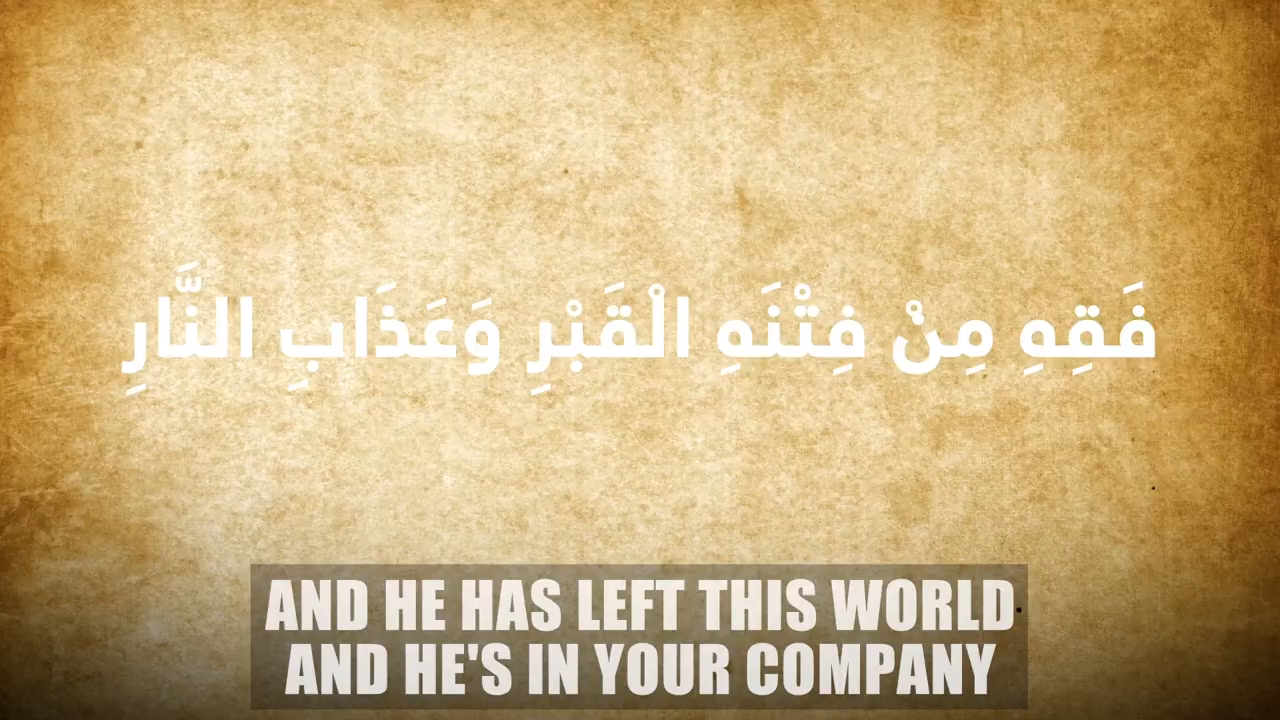 فَقِهِ مِنْ فِتْنَهِ الْقَبْرِ وَعَذَابِ النَّارِ
AND HE HAS LEFT THIS WORLD
AND HE'S IN YOUR COMPANY